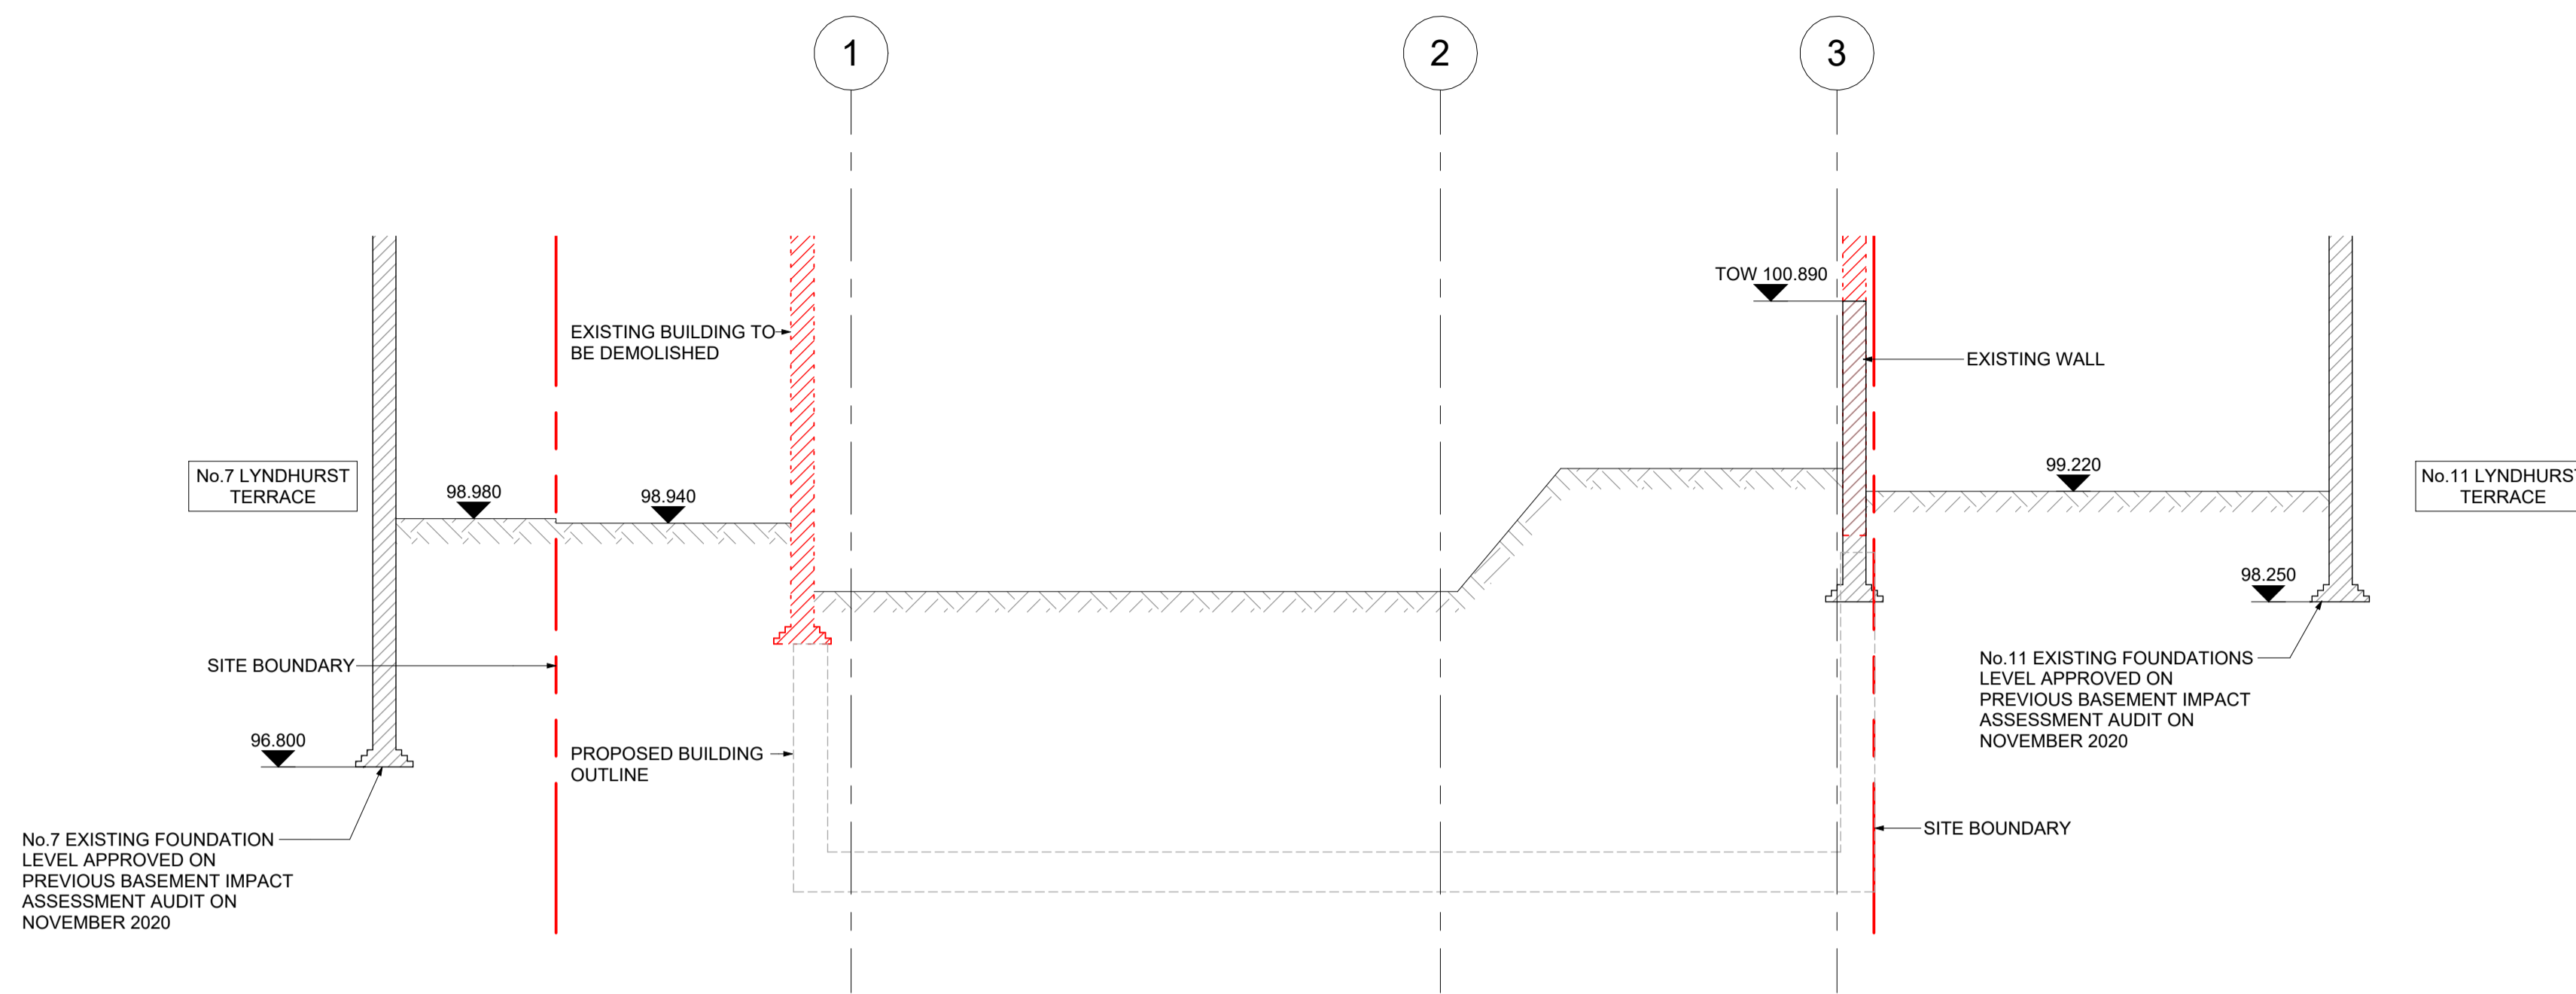 1
2
3
TOW 100.890
EXISTING BUILDING TO
BE DEMOLISHED
EXISTING WALL
No.7 LYNDHURST
TERRACE
98.980
98.940
99.220
No.11 LYNDHURST
TERRACE
98.250
SITE BOUNDARY
No.11 EXISTING FOUNDATIONS
LEVEL APPROVED ON
PREVIOUS BASEMENT IMPACT
ASSESSMENT AUDIT ON
NOVEMBER 2020
96.800
PROPOSED BUILDING
OUTLINE
SITE BOUNDARY
No.7 EXISTING FOUNDATION
LEVEL APPROVED ON
PREVIOUS BASEMENT IMPACT
ASSESSMENT AUDIT ON
NOVEMBER 2020